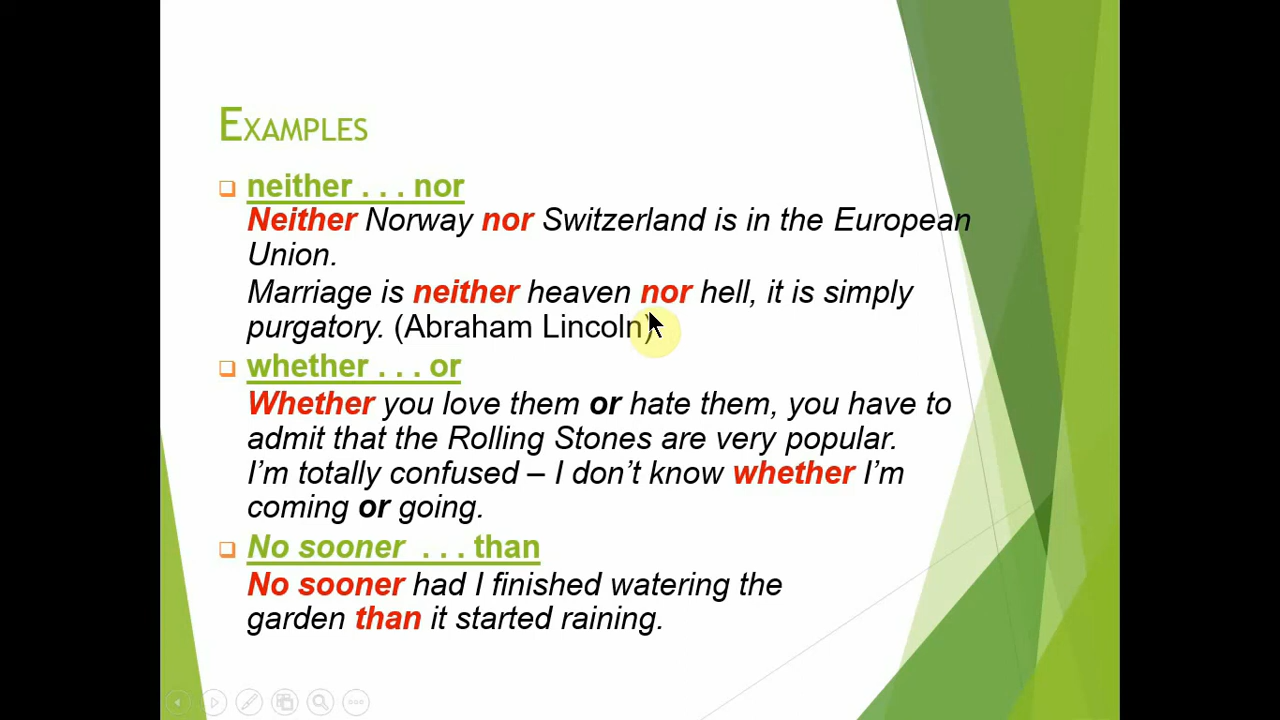 EXAMPLES
neither . . . nor
Neither Norway nor Switzerland is in the European
Union.
Marriage is neither heaven nor hell, it is simply
purgatory. (Abraham Lincoln)
whether . . . or
Whether you love them or hate them, you have to
admit that the Rolling Stones are very popular.
I’m totally confused – I don’t know whether I’m
coming or going.
No sooner . . . than
No sooner had I finished watering the
garden than it started raining.